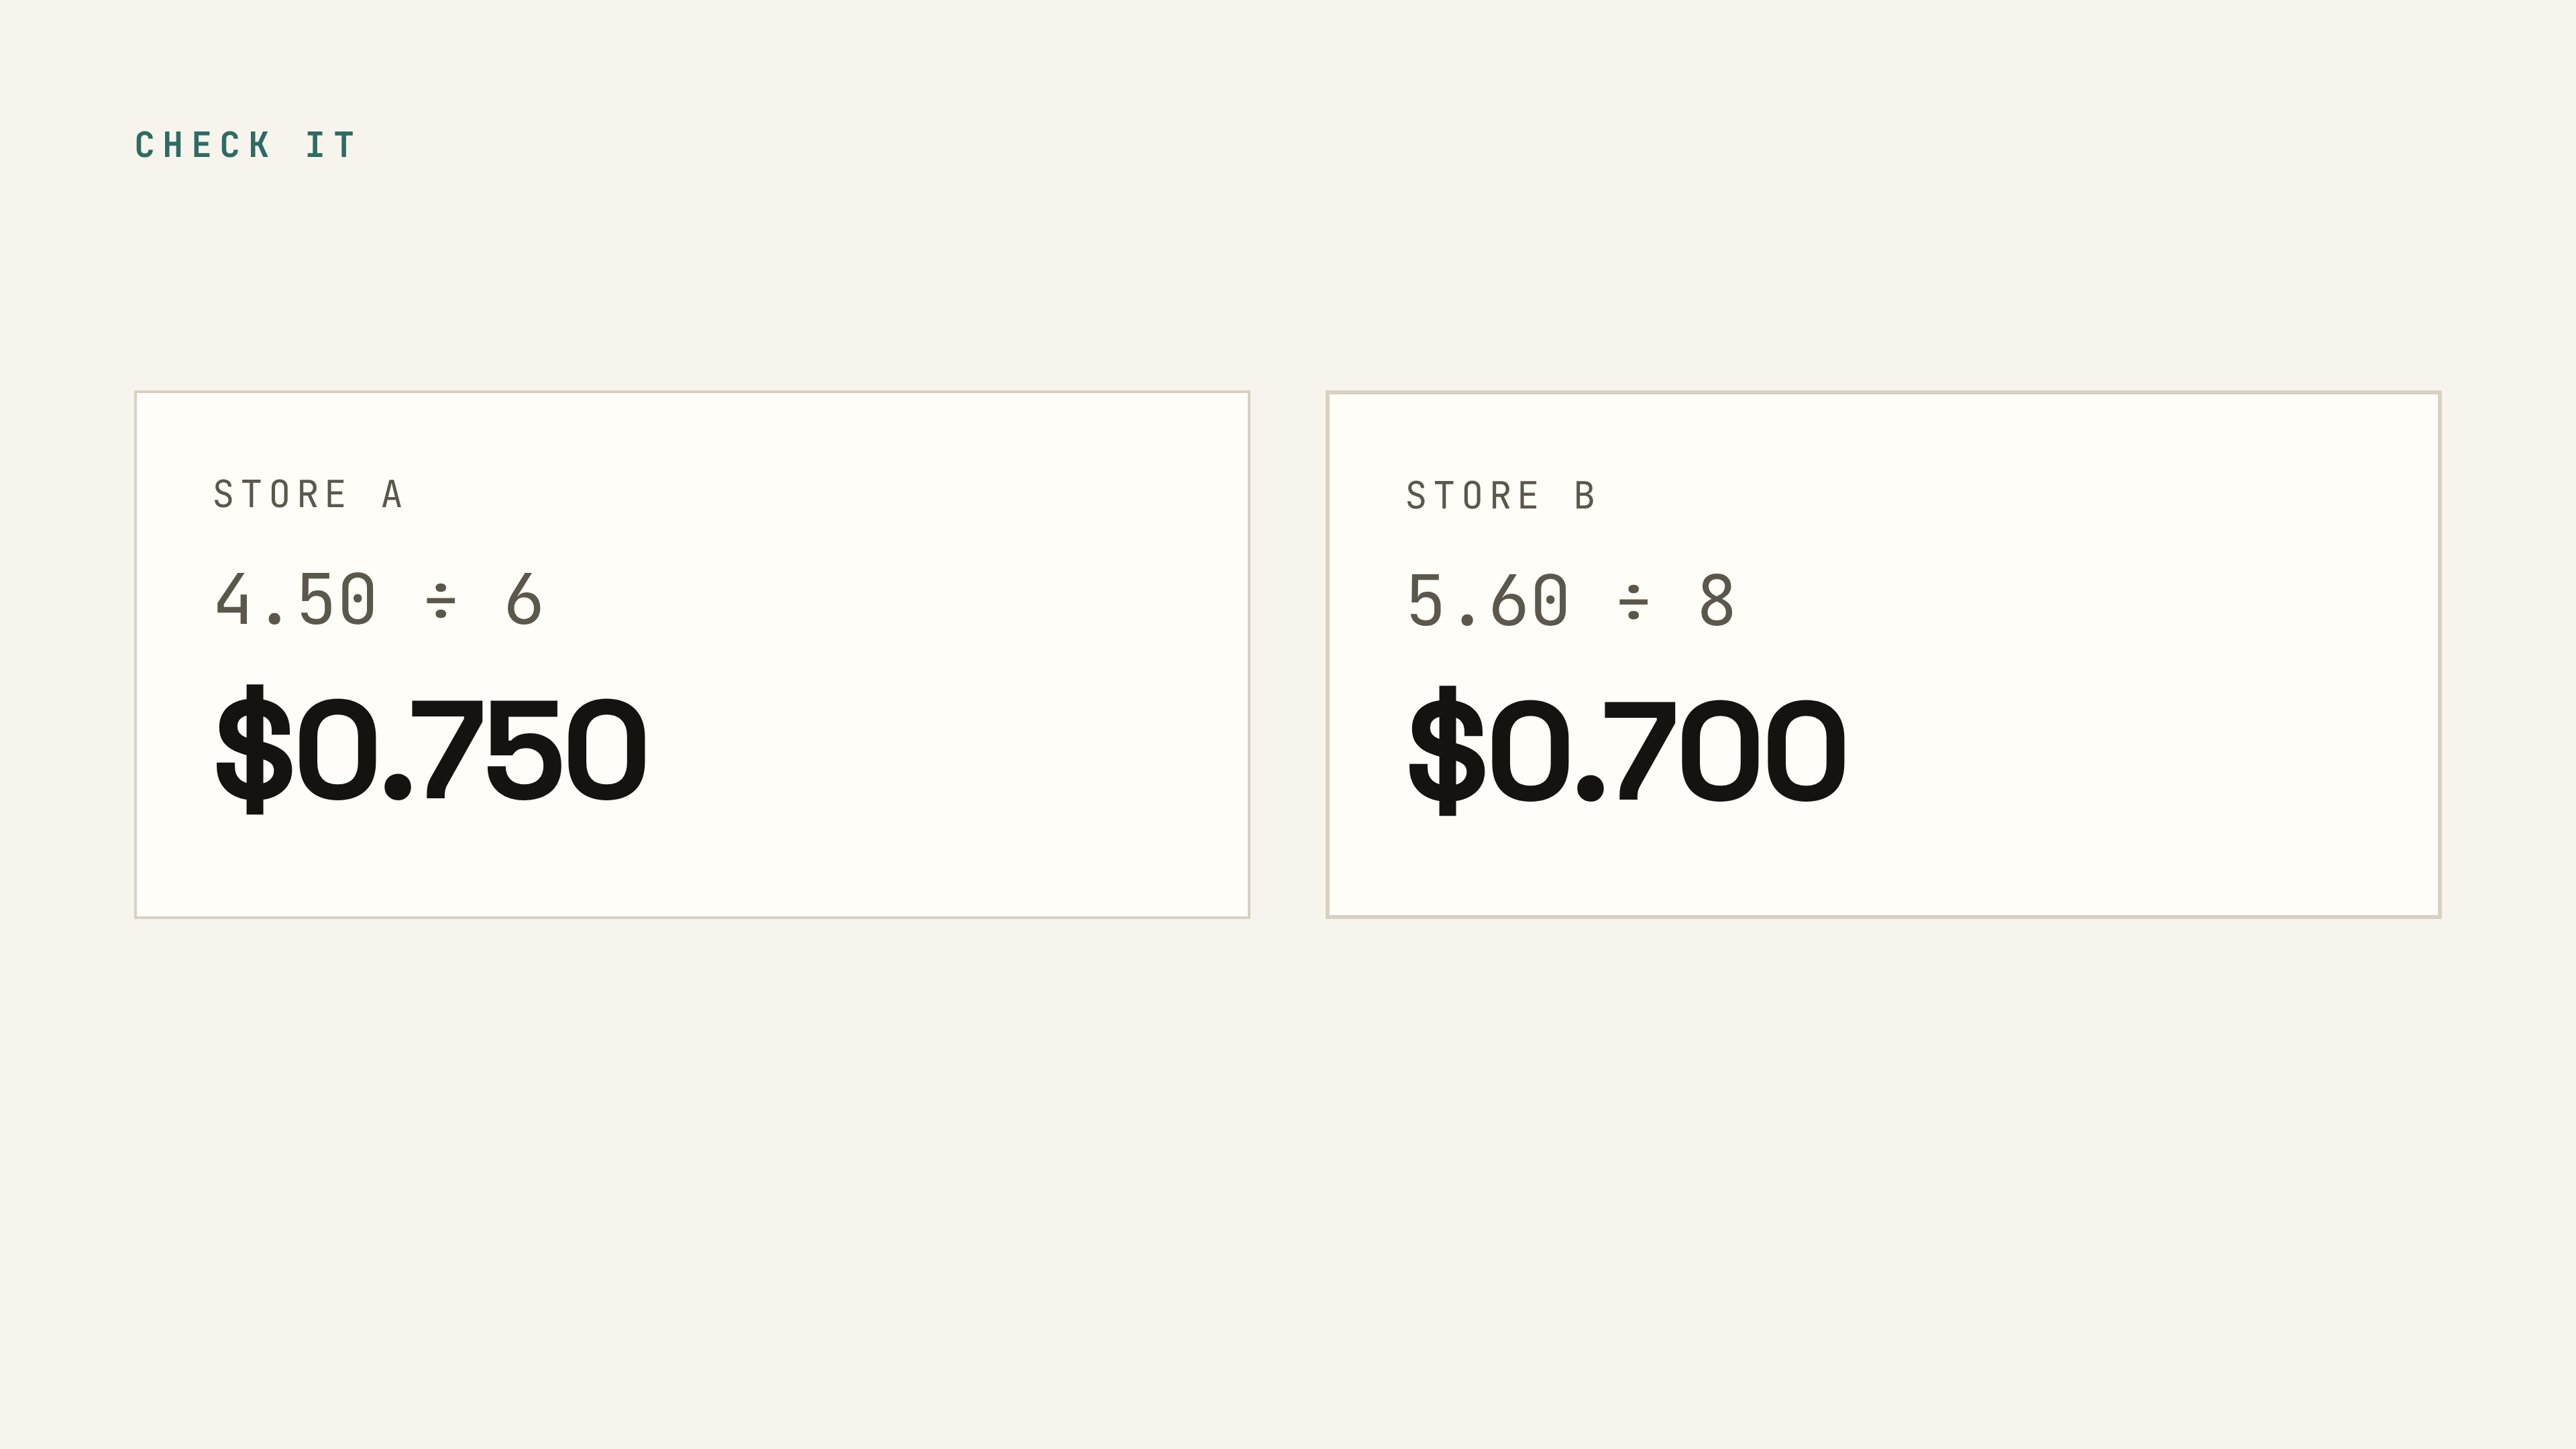 CHECK IT
STORE A
4.50 ÷ 6
$0.750
STORE B
5.60 ÷ 8
$0.700